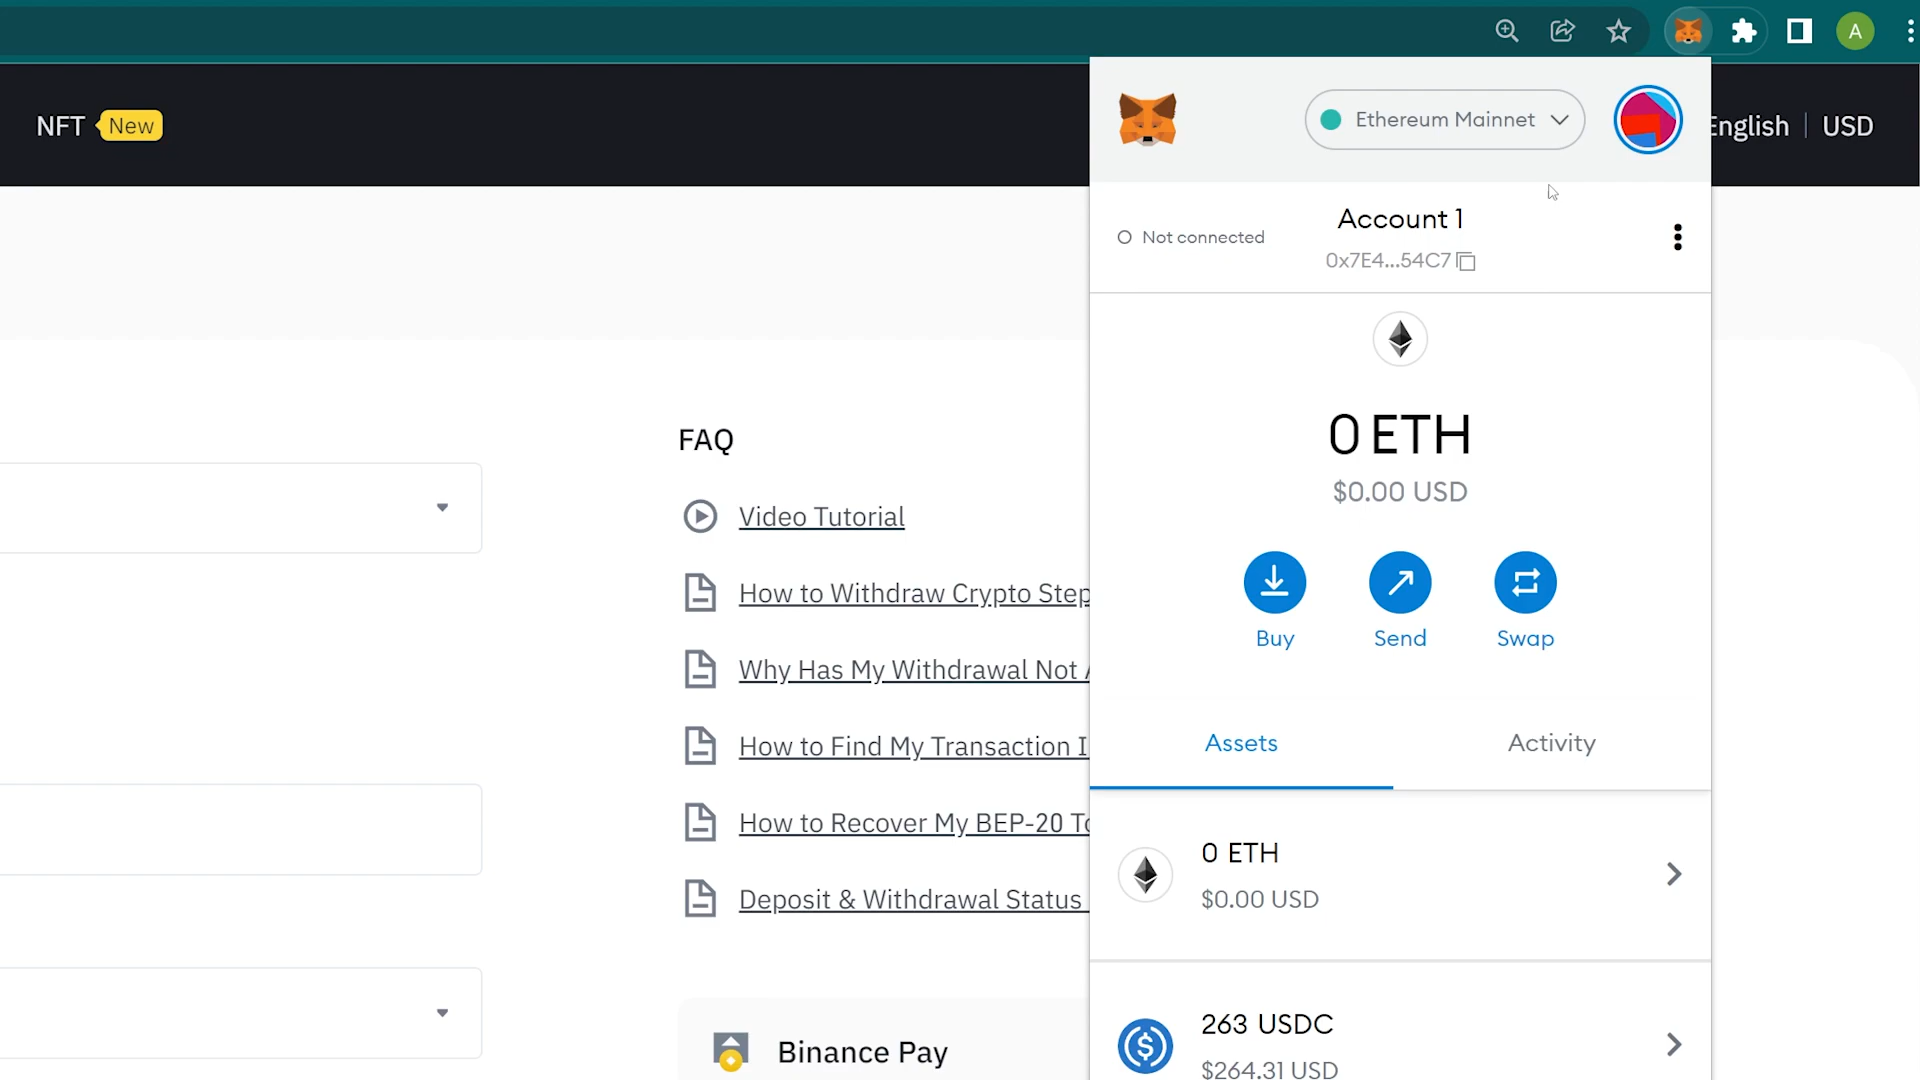 A
NFT New
English | USD
Ethereum Mainnet
Not connected
Account 1
0x7E4...54C7
0 ETH
$0.00 USD
Buy
Send
Swap
Assets
Activity
0 ETH
$0.00 USD
263 USDC
$264.31 USD
FAQ
Video Tutorial
How to Withdraw Crypto Step
Why Has My Withdrawal Not
How to Find My Transaction
How to Recover My BEP-20
Deposit & Withdrawal Status
Binance Pay